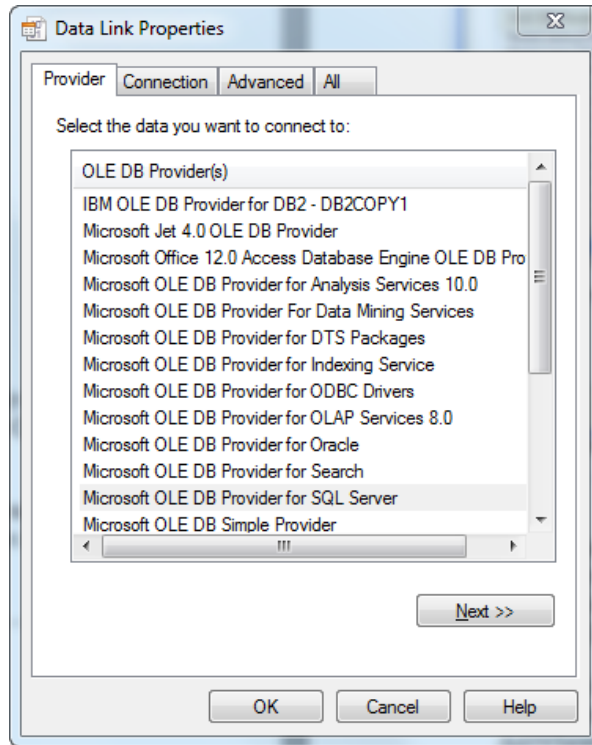 Data Link Properties
Provider Connection Advanced All
Select the data you want to connect to:
OLE DB Provider(s)
IBM OLE DB Provider for DB2 - DB2COPY1
Microsoft Jet 4.0 OLE DB Provider
Microsoft Office 12.0 Access Database Engine OLE DB Pro
Microsoft OLE DB Provider for Analysis Services 10.0
Microsoft OLE DB Provider For Data Mining Services
Microsoft OLE DB Provider for DTS Packages
Microsoft OLE DB Provider for Indexing Service
Microsoft OLE DB Provider for ODBC Drivers
Microsoft OLE DB Provider for OLAP Services 8.0
Microsoft OLE DB Provider for Oracle
Microsoft OLE DB Provider for Search
Microsoft OLE DB Provider for SQL Server
Microsoft OLE DB Simple Provider
Next >>
OK Cancel Help